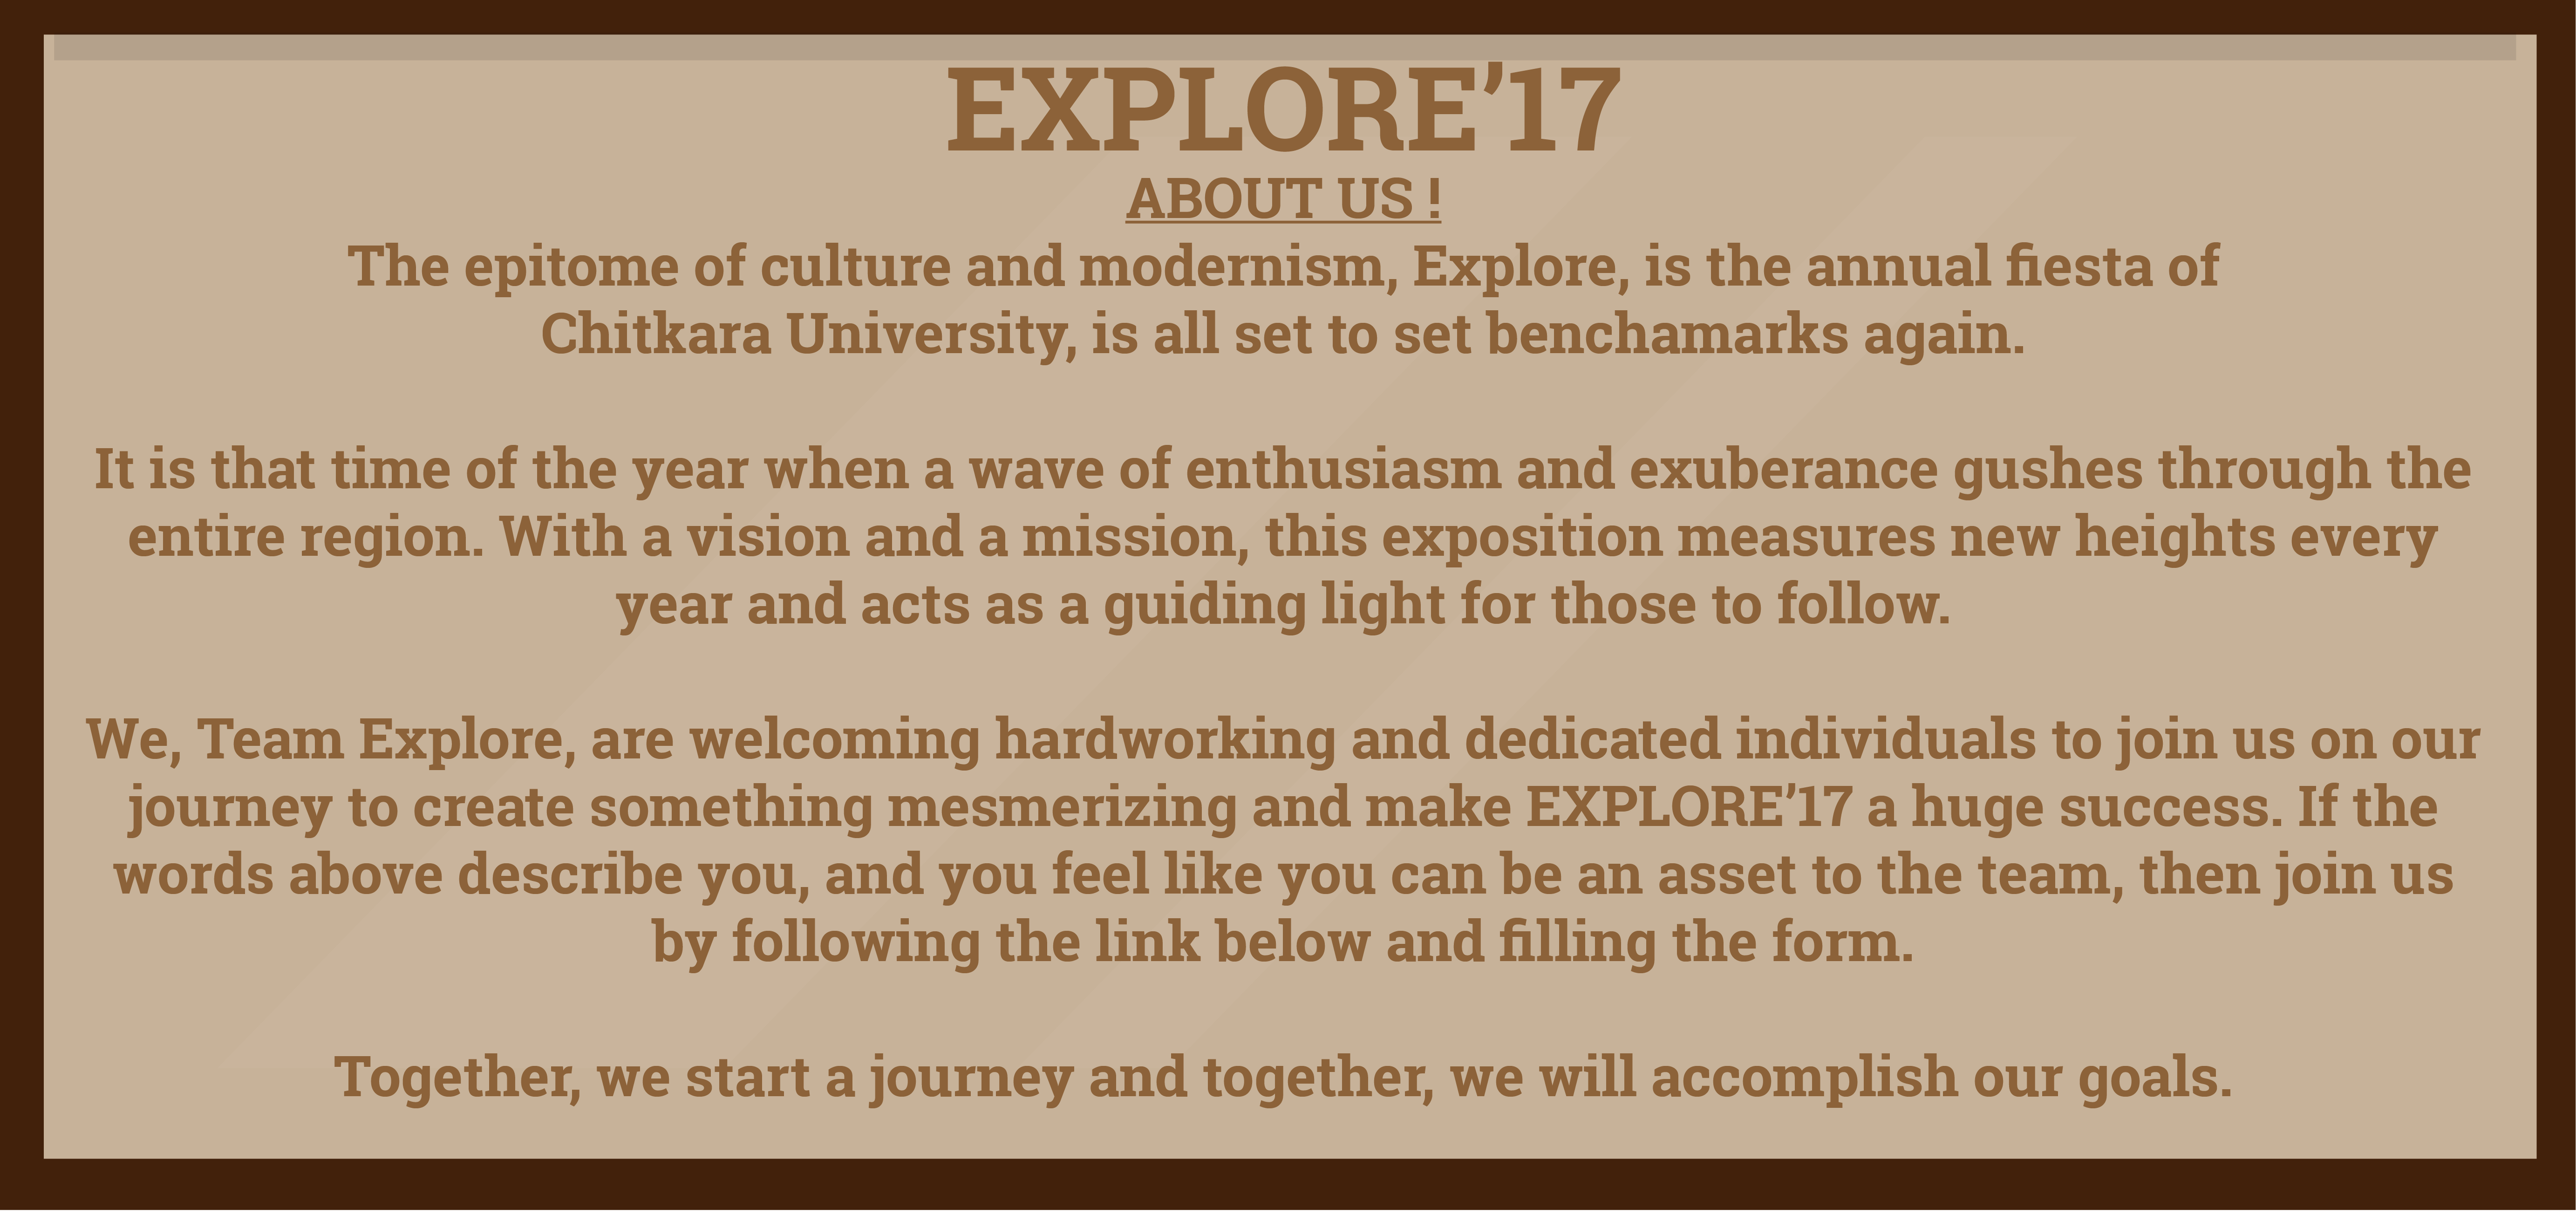 EXPLORE’17
ABOUT US !
The epitome of culture and modernism, Explore, is the annual fiesta of
Chitkara University, is all set to set benchamarks again.
It is that time of the year when a wave of enthusiasm and exuberance gushes through the
entire region. With a vision and a mission, this exposition measures new heights every
year and acts as a guiding light for those to follow.
We, Team Explore, are welcoming hardworking and dedicated individuals to join us on our
journey to create something mesmerizing and make EXPLORE’17 a huge success. If the
words above describe you, and you feel like you can be an asset to the team, then join us
by following the link below and filling the form.
Together, we start a journey and together, we will accomplish our goals.